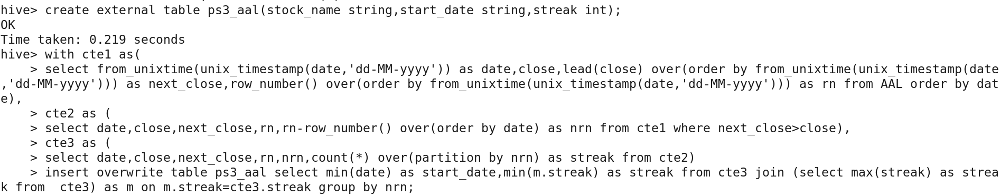 hive> create external table ps3_aal(stock_name string,start_date string,streak int);
OK
Time taken: 0.219 seconds
hive> with cte1 as(
    > select from_unixtime(unix_timestamp(date,'dd-MM-yyyy')) as date,close,lead(close) over(order by from_unixtime(unix_timestamp(date
,'dd-MM-yyyy'))) as next_close,row_number() over(order by from_unixtime(unix_timestamp(date,'dd-MM-yyyy'))) as rn from AAL order by dat
e),
    > cte2 as (
    > select date,close,next_close,rn,rn-row_number() over(order by date) as nrn from cte1 where next_close>close),
    > cte3 as (
    > select date,close,next_close,rn,nrn,count(*) over(partition by nrn) as streak from cte2)
    > insert overwrite table ps3_aal select min(date) as start_date,min(m.streak) as streak from cte3 join (select max(streak) as strea
k from  cte3) as m on m.streak=cte3.streak group by nrn;